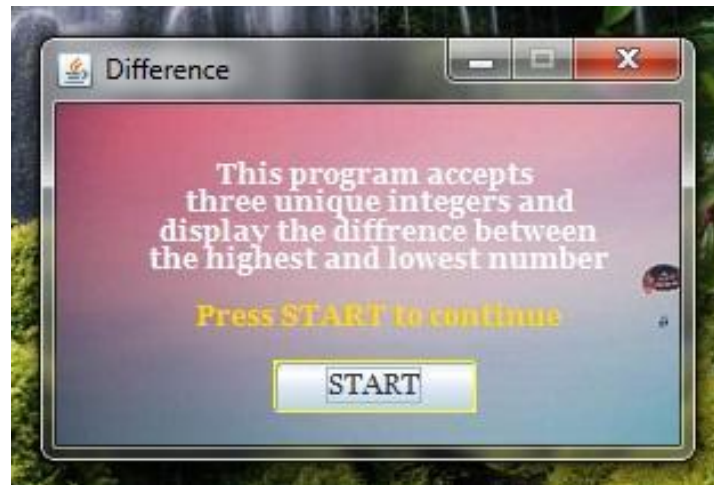 Difference
This program accepts
three unique integers and
display the diffrence between
the highest and lowest number
Press START to continue
START